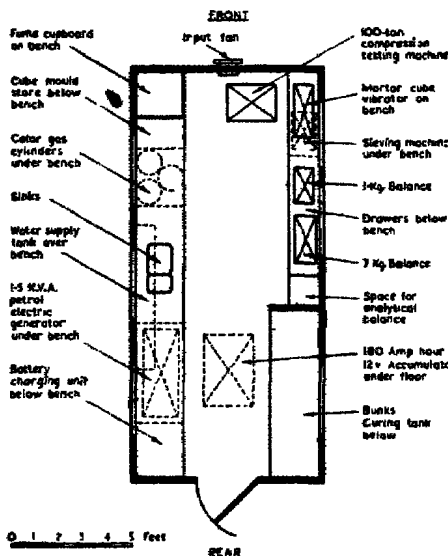 FRONT
Input fan
Fume cupboard
on bench
Cube mould
store below
bench
Calor gas
cylinders
under bench
Sinks
Water supply
tank over
bench
1·5 K.V.A.
petrol
electric
generator
under bench
Battery
charging unit
below bench
100-ton
compression
testing machine
Mortar cube
vibrator on
bench
Sieving machine
under bench
1-Kg Balance
Drawers below
bench
7 Kg Balance
Space for
analytical
balance
180 Amp hour
12v Accumulato
under floor
Bunks
Curing tank
below
0 1 2 3 4 5 Feet
REAR